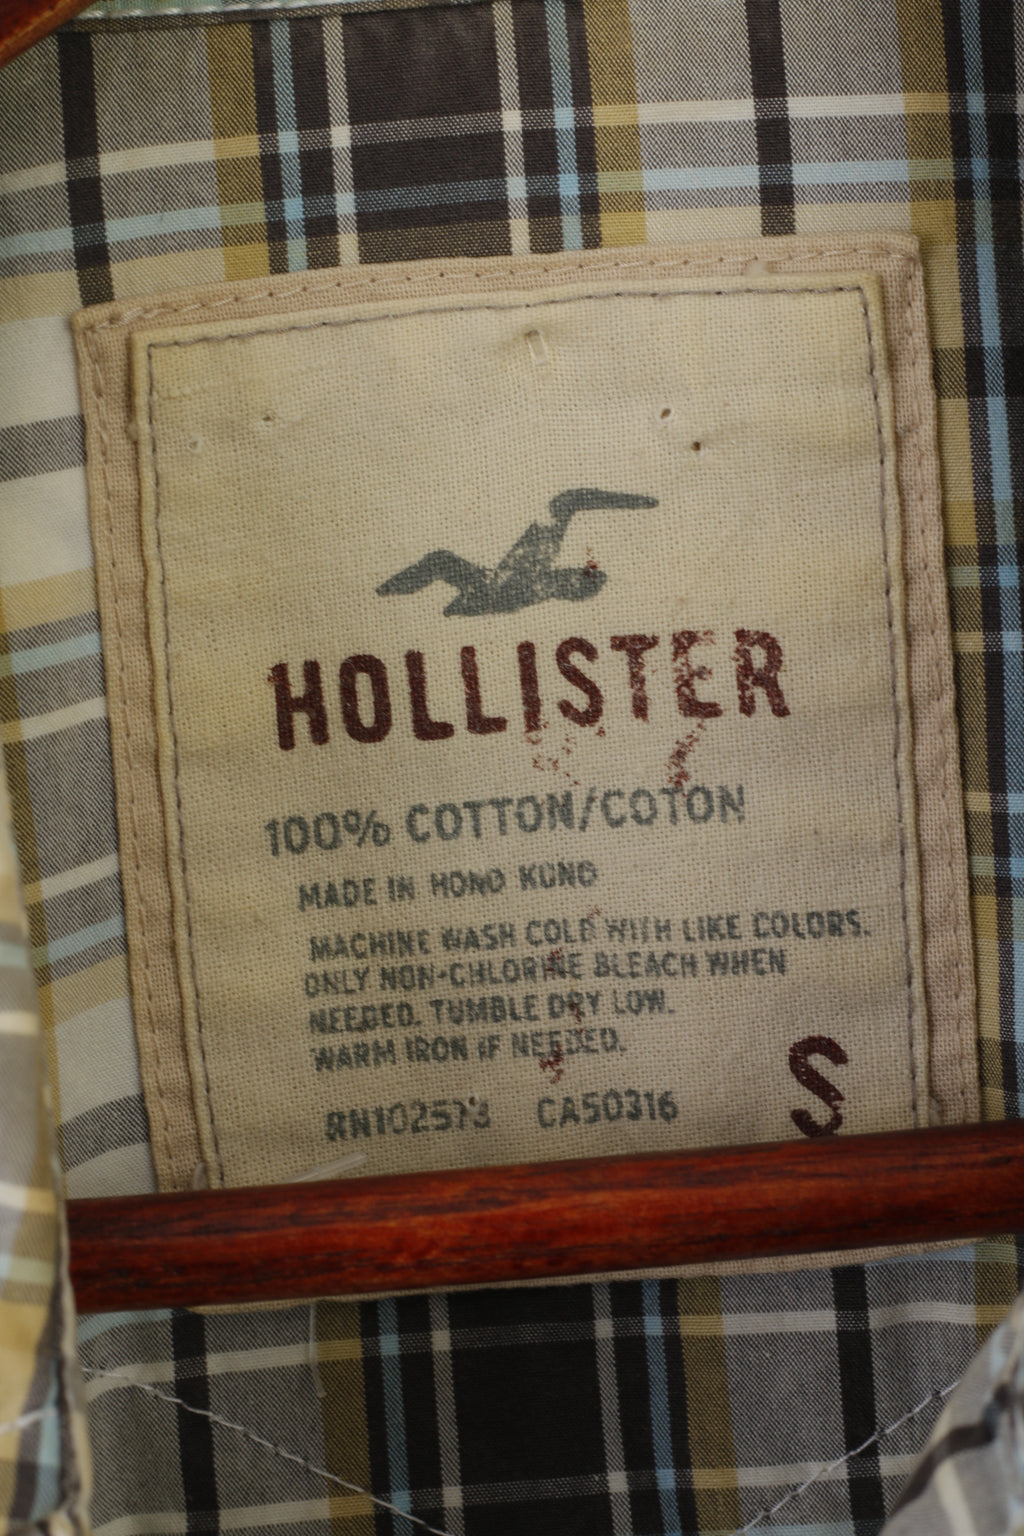 HOLLISTER
100% COTTON/COTON
MADE IN HONG KONG
MACHINE WASH COLD WITH LIKE COLORS.
ONLY NON-CHLORINE BLEACH WHEN
NEEDED. TUMBLE DRY LOW.
WARM IRON IF NEEDED.
RN102573 CA50316
S